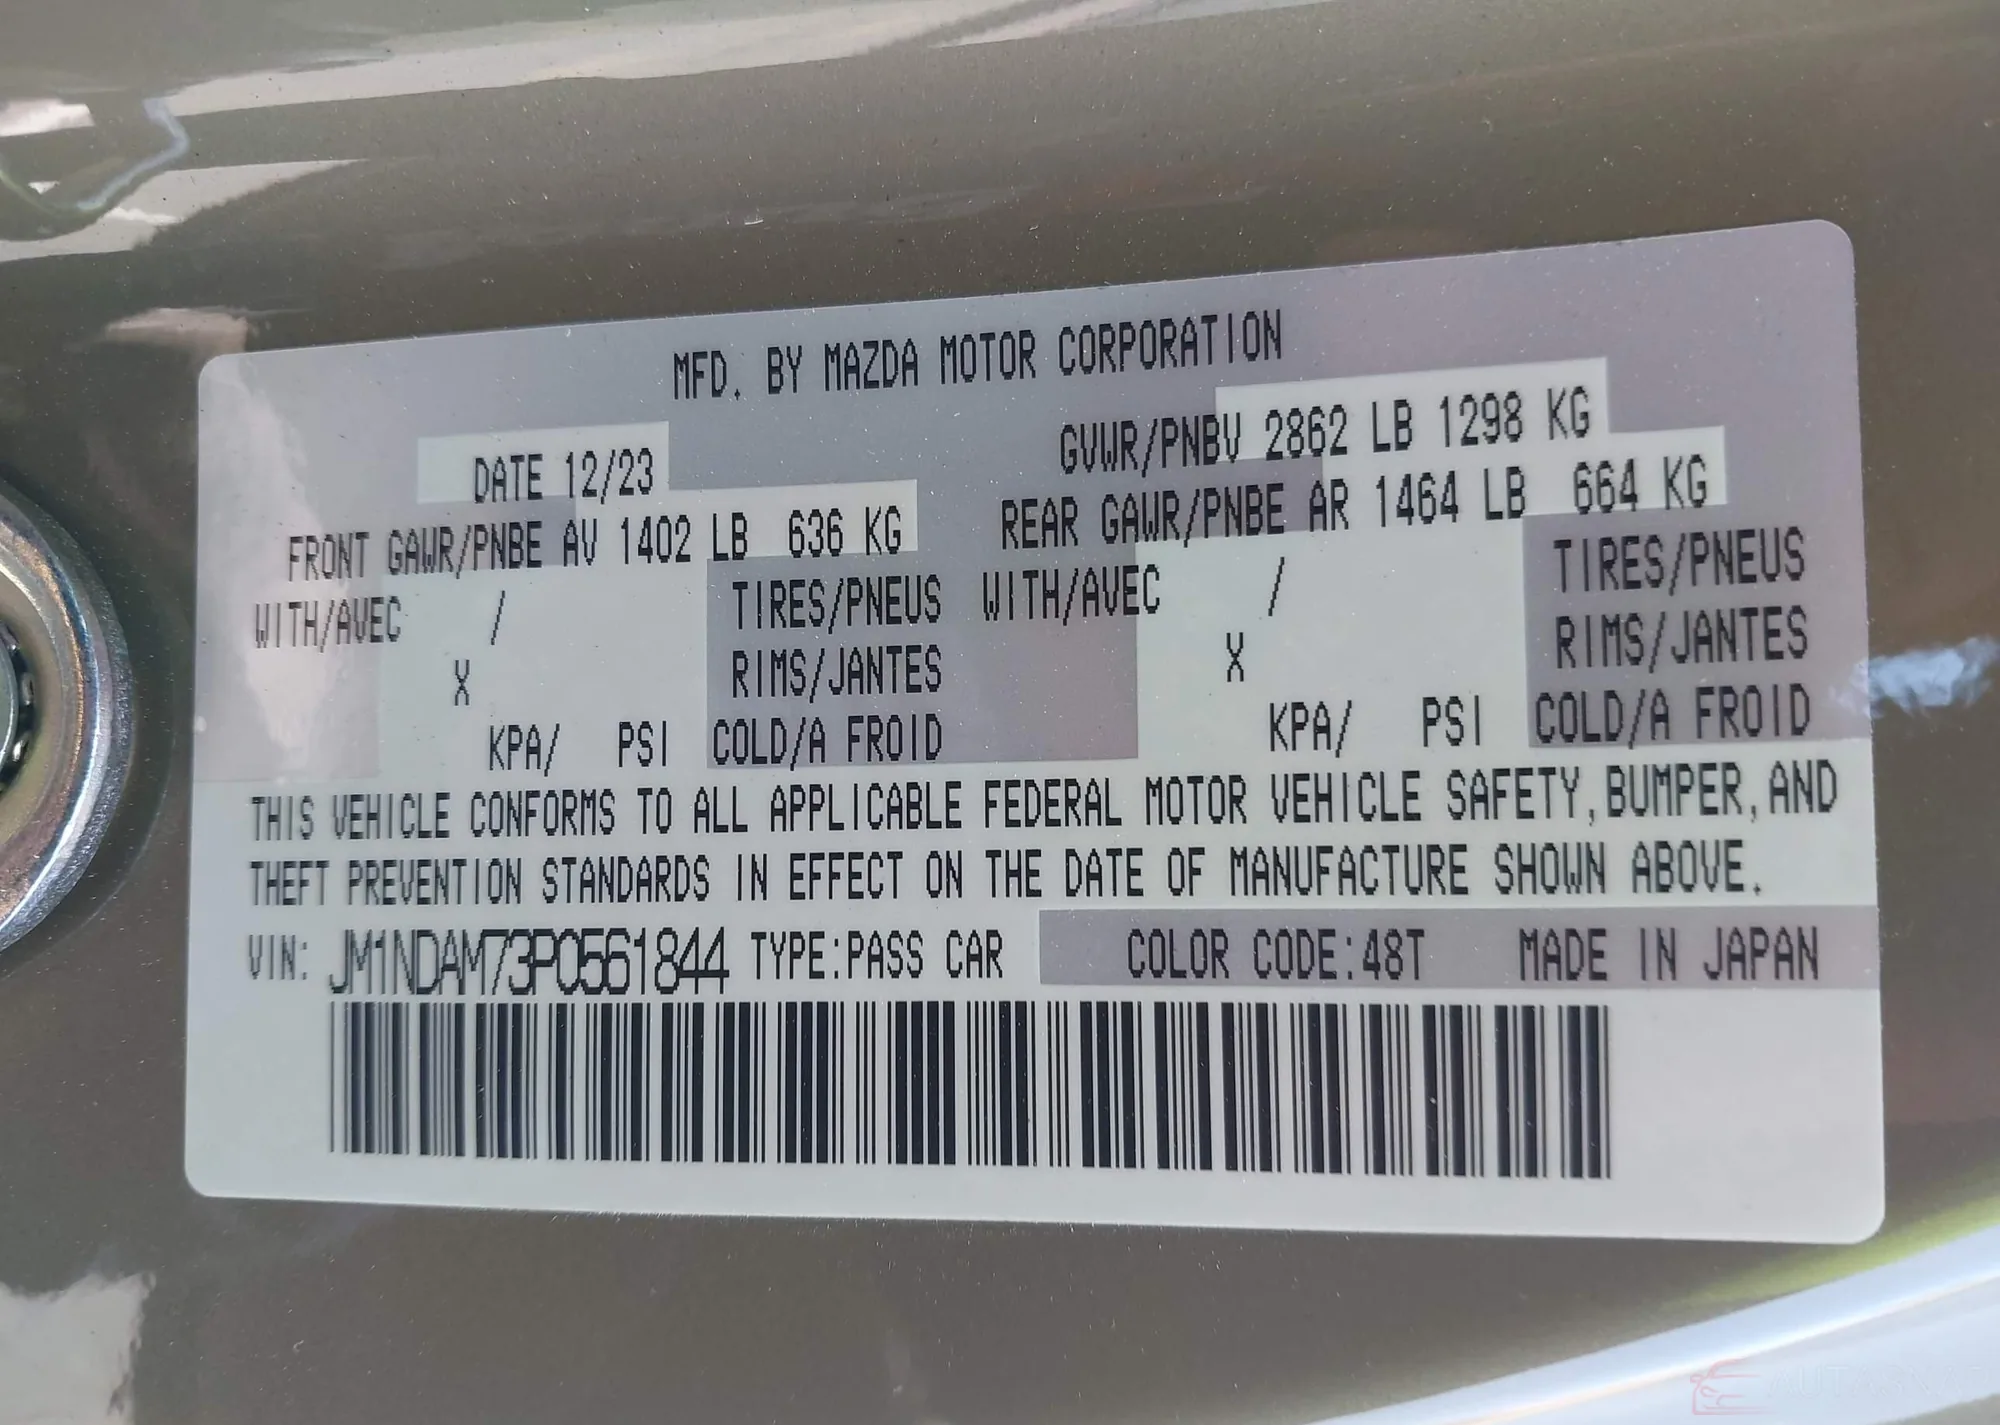 MFD. BY MAZDA MOTOR CORPORATION
DATE 12/23
GVWR/PNBV 2862 LB 1298 KG
FRONT GAWR/PNBE AV 1402 LB 636 KG
REAR GAWR/PNBE AR 1464 LB 664 KG
WITH/AVEC / TIRES/PNEUS
WITH/AVEC / TIRES/PNEUS
X RIMS/JANTES
X RIMS/JANTES
KPA/ PSI COLD/A FROID
KPA/ PSI COLD/A FROID
THIS VEHICLE CONFORMS TO ALL APPLICABLE FEDERAL MOTOR VEHICLE SAFETY, BUMPER, AND
THEFT PREVENTION STANDARDS IN EFFECT ON THE DATE OF MANUFACTURE SHOWN ABOVE.
VIN: JM1NDAM73P0561844 TYPE:PASS CAR COLOR CODE:48T MADE IN JAPAN